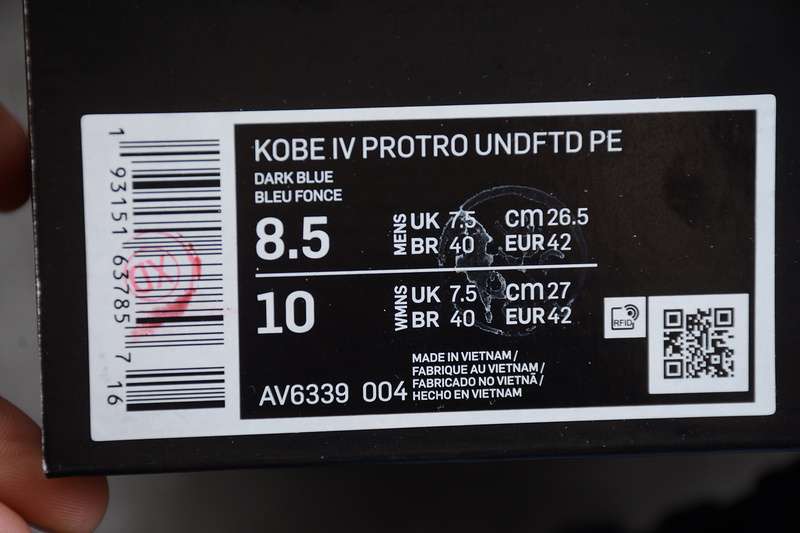 1 93151 63785 7 16
KOBE IV PROTRO UNDFTD PE
DARK BLUE
BLEU FONCE
8.5
MENS
UK 7.5 cm 26.5
BR 40 EUR 42
10
WMNS
UK 7.5 cm 27
BR 40 EUR 42
RFID
AV6339 004
MADE IN VIETNAM /
FABRIQUE AU VIETNAM /
FABRICADO NO VIETNÃ /
HECHO EN VIETNAM